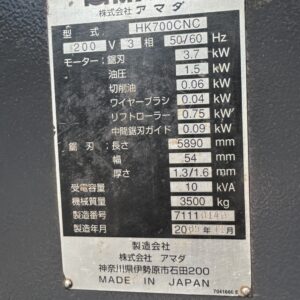 株式会社 アマダ
型式 HK700CNC
200 V 3 相 50/60 Hz
モーター：鋸刃 3.7 kW
油圧 1.5 kW
切削油 0.06 kW
ワイヤーブラシ 0.04 kW
リフトローラー 0.75 kW
中間鋸刃ガイド 0.09 kW
鋸刃：長さ 5890 mm
幅 54 mm
厚さ 1.3/1.6 mm
受電容量 10 kVA
機械質量 3500 kg
製造番号 7111
製造年月
製造会社
株式会社 アマダ
神奈川県伊勢原市石田200
MADE IN JAPAN